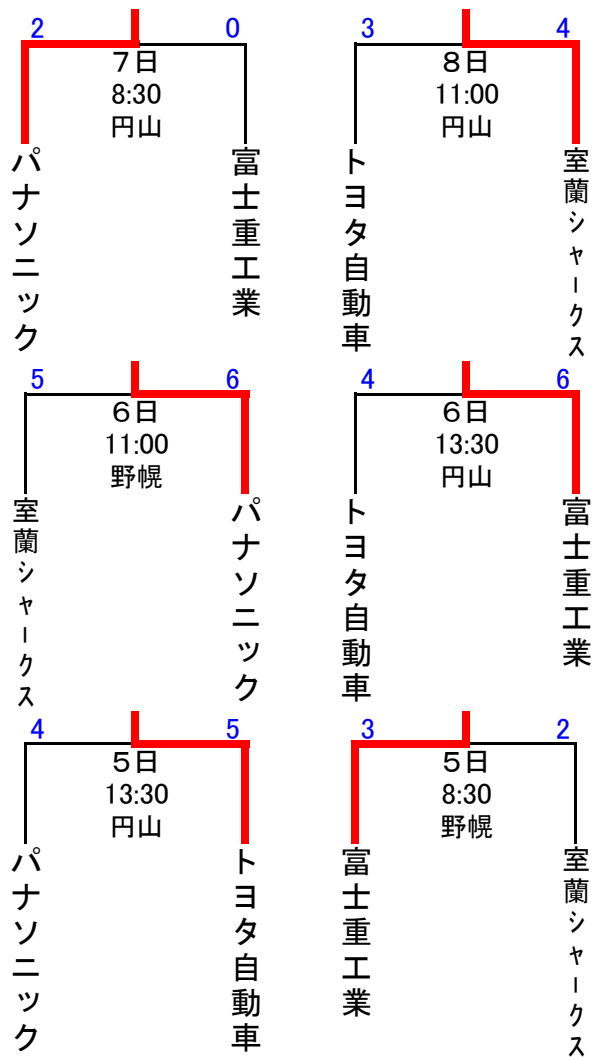 2 0
７日
8:30
円山
パナソニック
富士重工業
3 4
８日
11:00
円山
トヨタ自動車
室蘭シャークス
5 6
６日
11:00
野幌
室蘭シャークス
パナソニック
4 6
６日
13:30
円山
トヨタ自動車
富士重工業
4 5
５日
13:30
円山
パナソニック
トヨタ自動車
3 2
５日
8:30
野幌
富士重工業
室蘭シャークス